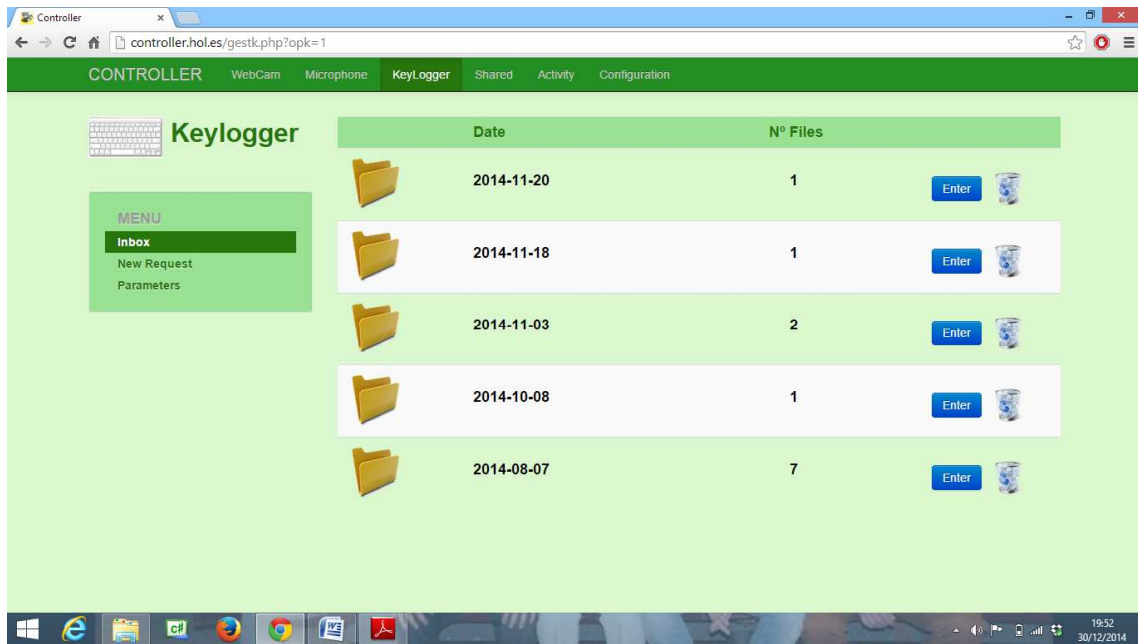 Controller
controller.hol.es/gestk.php?opk=1
CONTROLLER WebCam Microphone KeyLogger Shared Activity Configuration
Keylogger
MENU
Inbox
New Request
Parameters
Date Nº Files
2014-11-20 1 Enter
2014-11-18 1 Enter
2014-11-03 2 Enter
2014-10-08 1 Enter
2014-08-07 7 Enter
C#
19:52
30/12/2014